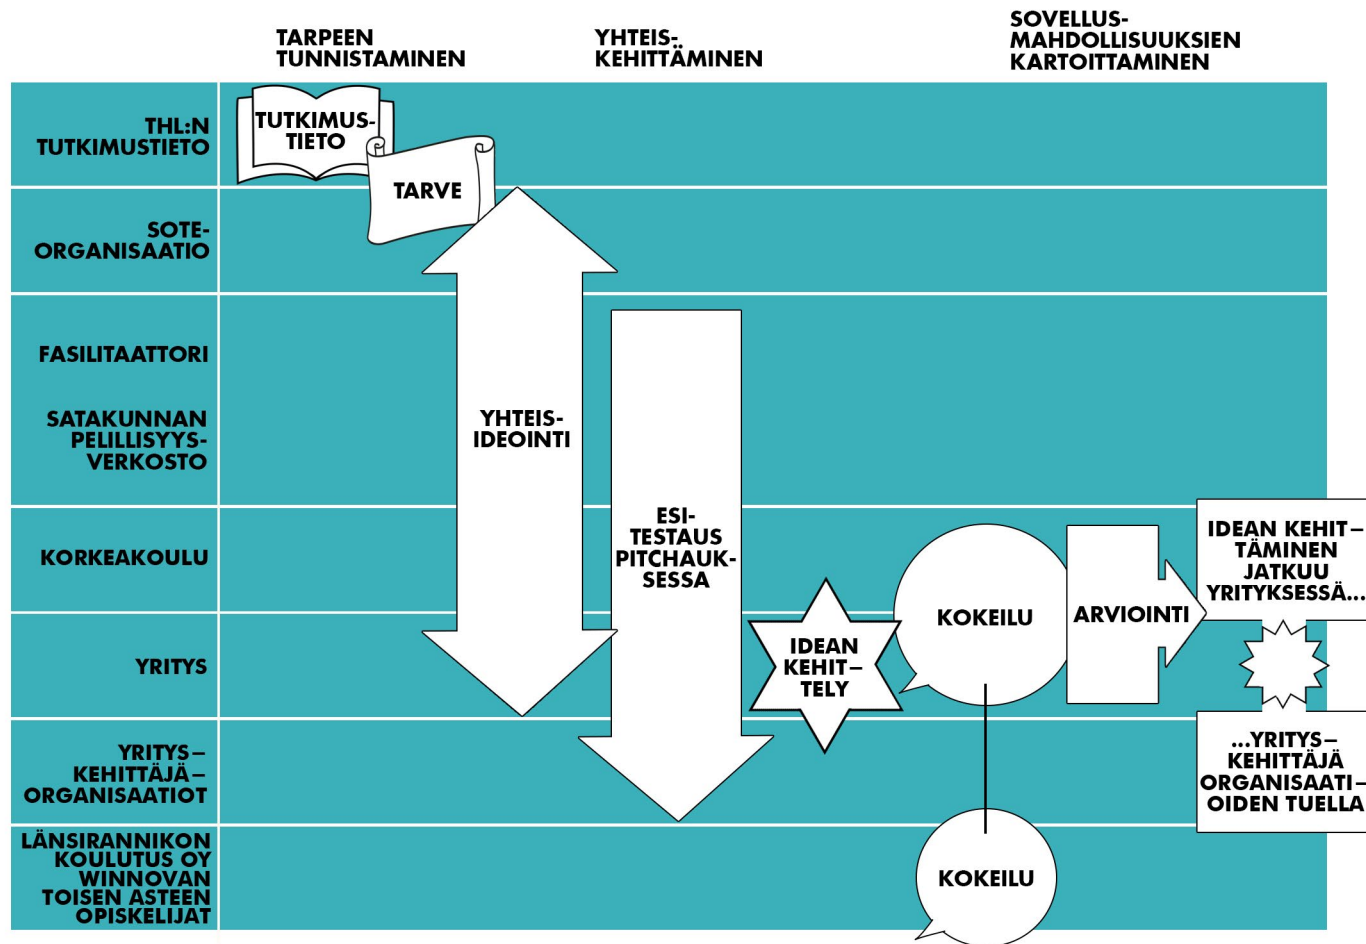 TARPEEN
TUNNISTAMINEN
YHTEIS-
KEHITTÄMINEN
SOVELLUS-
MAHDOLLISUUKSIEN
KARTOITTAMINEN
THL:N
TUTKIMUSTIETO
TUTKIMUS-
TIETO
TARVE
SOTE-
ORGANISAATIO
FASILITAATTORI
SATAKUNNAN
PELILLISYYS-
VERKOSTO
YHTEIS-
IDEOINTI
KORKEAKOULU
ESI-
TESTAUS
PITCHAUK-
SESSA
IDEAN KEHIT–
TÄMINEN
JATKUU
YRITYKSESSÄ...
YRITYS
IDEAN
KEHIT–
TELY
KOKEILU
ARVIOINTI
YRITYS–
KEHITTÄJÄ–
ORGANISAATIOT
...YRITYS–
KEHITTÄJÄ
ORGANISAATI–
OIDEN TUELLA
LÄNSIRANNIKON
KOULUTUS OY
WINNOVAN
TOISEN ASTEEN
OPISKELIJAT
KOKEILU